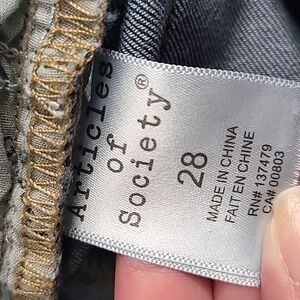 Articles
of
Society®
28
MADE IN CHINA
FAIT EN CHINE
RN# 137479
CA# 00803